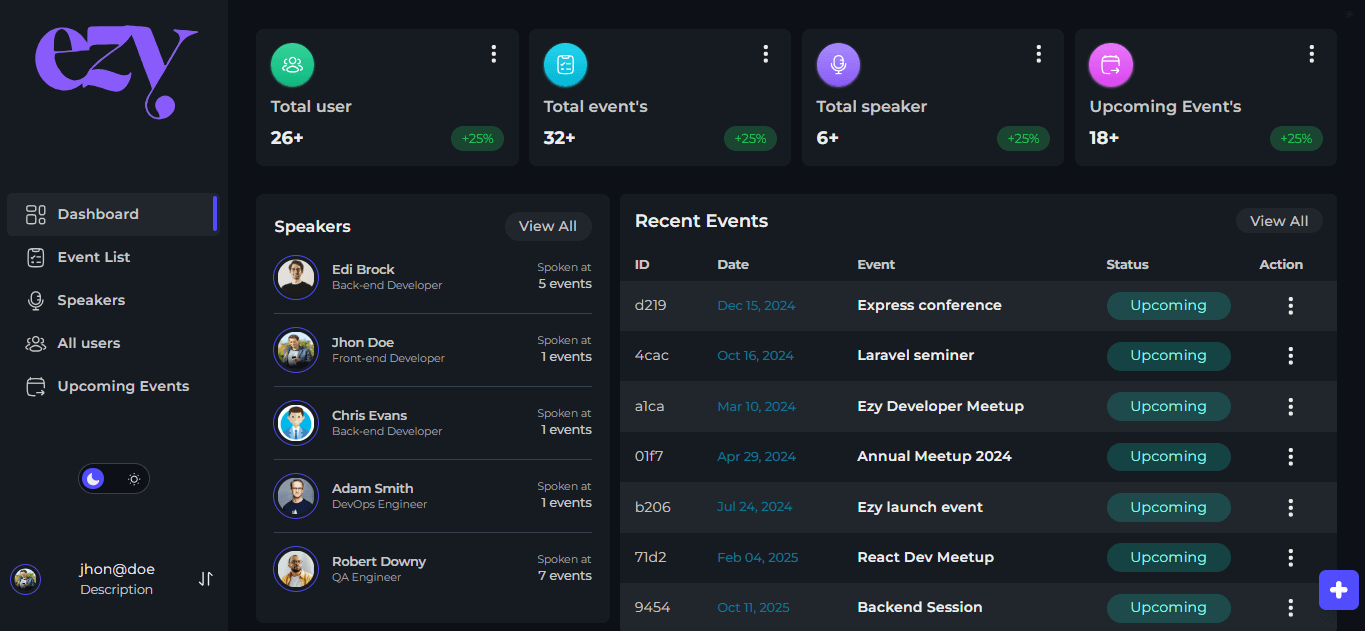 ezy
Dashboard
Event List
Speakers
All users
Upcoming Events
jhon@doe
Description
Total user
26+
+25%
Total event's
32+
+25%
Total speaker
6+
+25%
Upcoming Event's
18+
+25%
Speakers View All
Edi Brock
Back-end Developer
Spoken at
5 events
Jhon Doe
Front-end Developer
Spoken at
1 events
Chris Evans
Back-end Developer
Spoken at
1 events
Adam Smith
DevOps Engineer
Spoken at
1 events
Robert Downy
QA Engineer
Spoken at
7 events
Recent Events View All
ID Date Event Status Action
d219 Dec 15, 2024 Express conference Upcoming
4cac Oct 16, 2024 Laravel seminer Upcoming
a1ca Mar 10, 2024 Ezy Developer Meetup Upcoming
01f7 Apr 29, 2024 Annual Meetup 2024 Upcoming
b206 Jul 24, 2024 Ezy launch event Upcoming
71d2 Feb 04, 2025 React Dev Meetup Upcoming
9454 Oct 11, 2025 Backend Session Upcoming